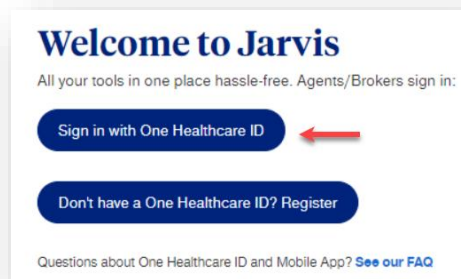 Welcome to Jarvis
All your tools in one place hassle-free. Agents/Brokers sign in:
Sign in with One Healthcare ID
Don't have a One Healthcare ID? Register
Questions about One Healthcare ID and Mobile App? See our FAQ